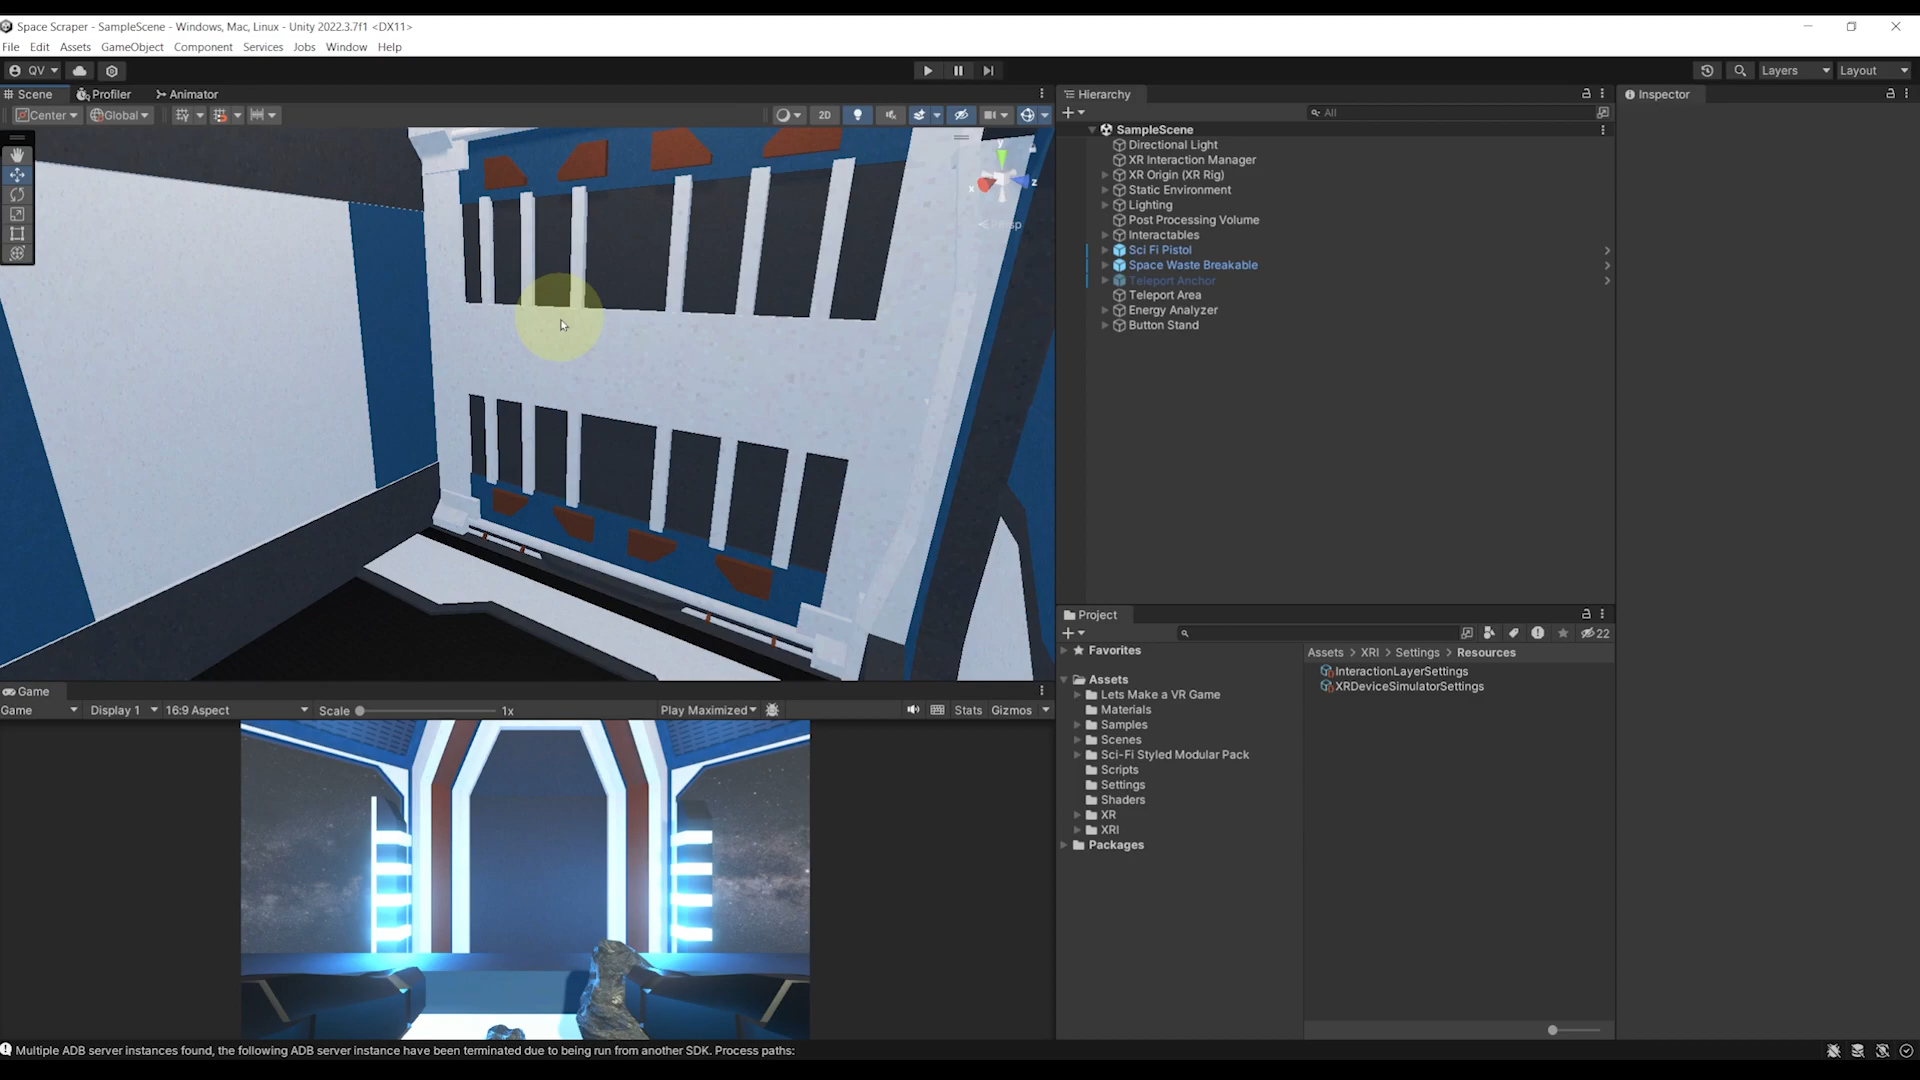 Space Scraper - SampleScene - Windows, Mac, Linux - Unity 2022.3.7f1 <DX11>
File Edit Assets GameObject Component Services Jobs Window Help
QV Layers Layout
Scene Profiler Animator
Center Global 2D
y
x z
Persp
Hierarchy
All
SampleScene
Directional Light
XR Interaction Manager
XR Origin (XR Rig)
Static Environment
Lighting
Post Processing Volume
Interactables
Sci Fi Pistol
Space Waste Breakable
Teleport Anchor
Teleport Area
Energy Analyzer
Button Stand
Inspector
Project
22
Favorites
Assets
Lets Make a VR Game
Materials
Samples
Scenes
Sci-Fi Styled Modular Pack
Scripts
Settings
Shaders
XR
XRI
Packages
Assets > XRI > Settings > Resources
InteractionLayerSettings
XRDeviceSimulatorSettings
Game
Game Display 1 16:9 Aspect Scale 1x Play Maximized Stats Gizmos
Multiple ADB server instances found, the following ADB server instance have been terminated due to being run from another SDK. Process paths: